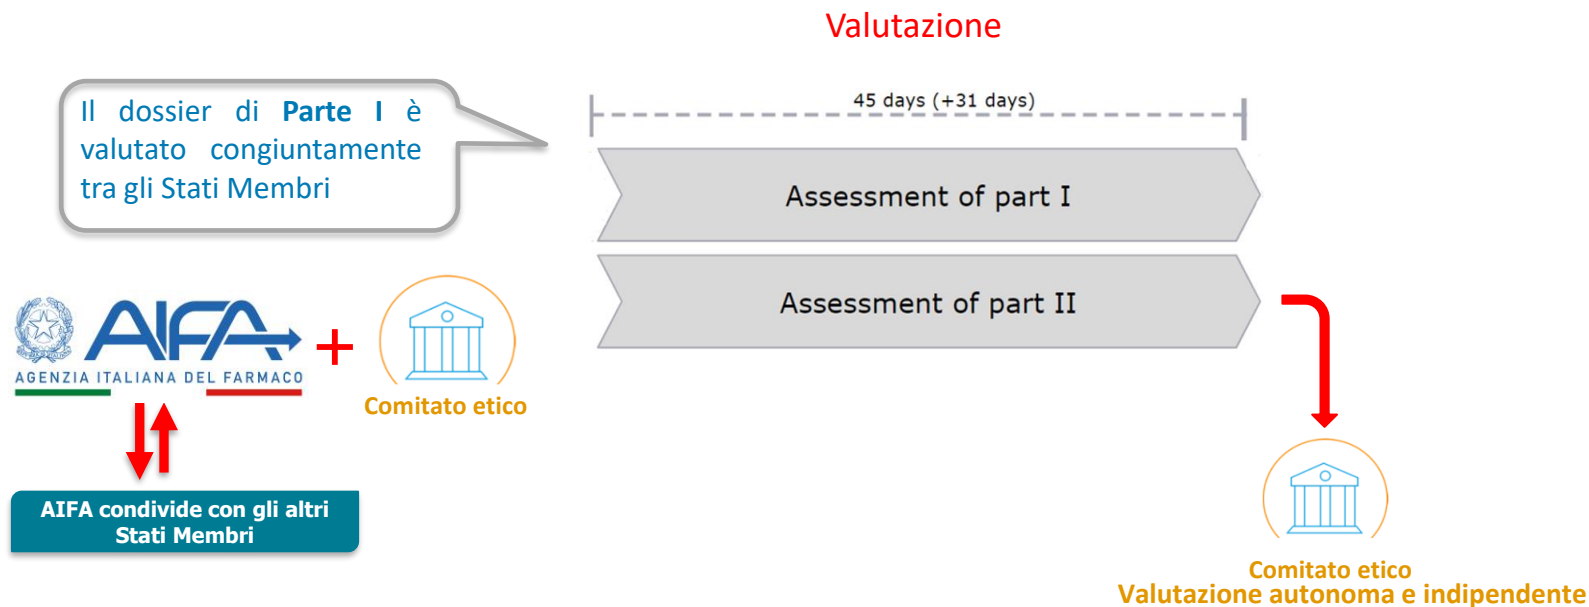 Valutazione
45 days (+31 days)
Il dossier di Parte I è
valutato congiuntamente
tra gli Stati Membri
Assessment of part I
Assessment of part II
AIFA
AGENZIA ITALIANA DEL FARMACO
+
Comitato etico
AIFA condivide con gli altri
Stati Membri
Comitato etico
Valutazione autonoma e indipendente